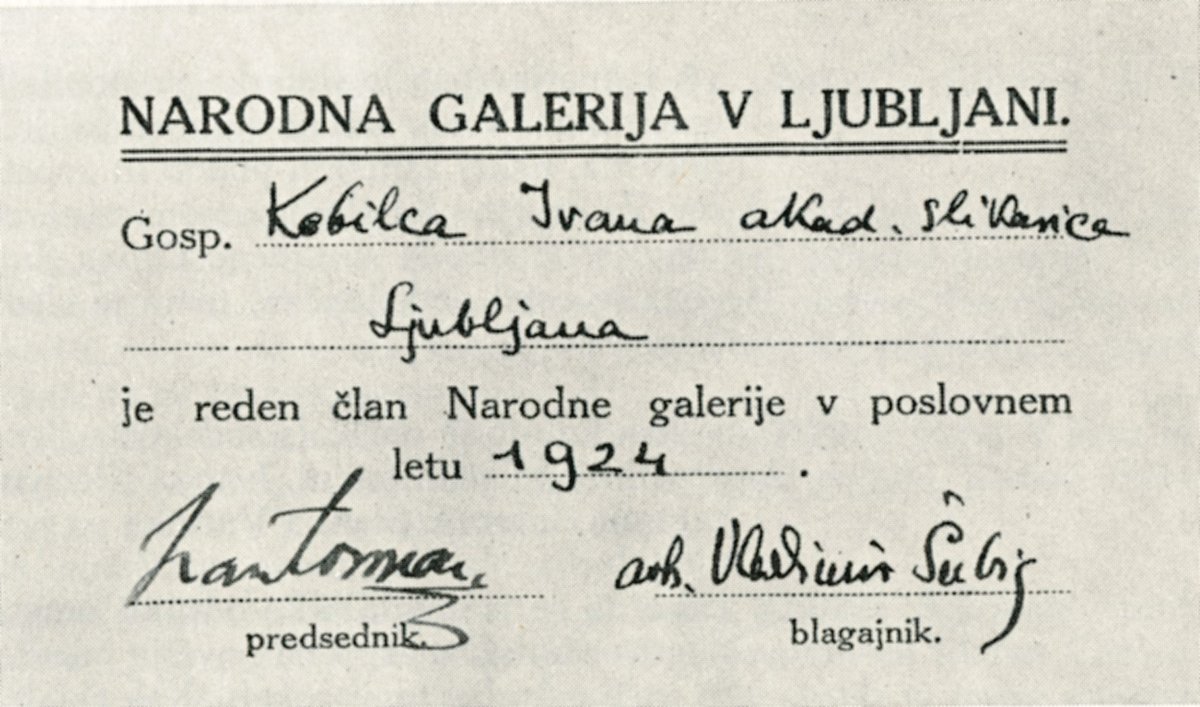 NARODNA GALERIJA V LJUBLJANI.
Gosp. Kobilca Ivana akad. slikarica
Ljubljana
je reden član Narodne galerije v poslovnem
letu 1924.
arh. Vladimir Šubic
predsednik. blagajnik.